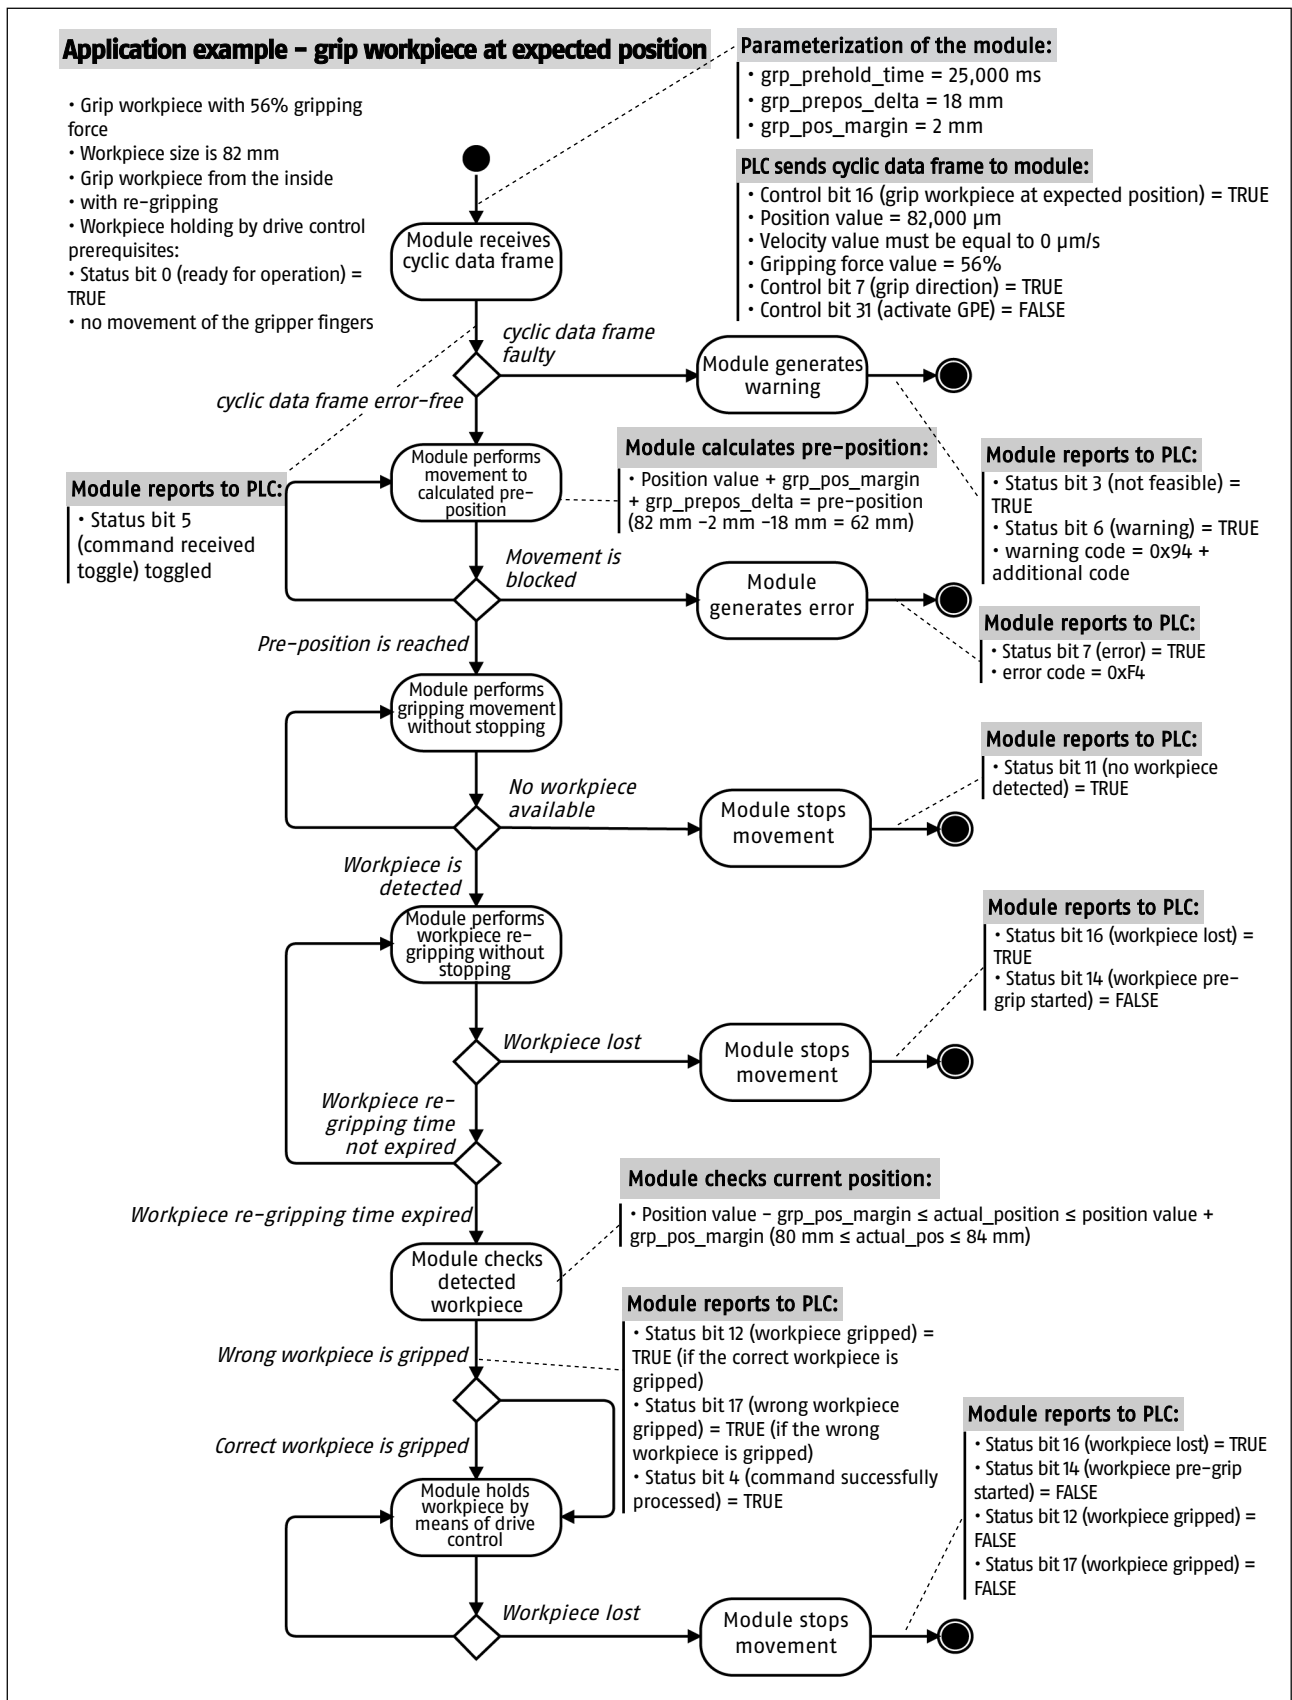 Application example – grip workpiece at expected position
• Grip workpiece with 56% gripping
force
• Workpiece size is 82 mm
• Grip workpiece from the inside
• with re-gripping
• Workpiece holding by drive control
prerequisites:
• Status bit 0 (ready for operation) =
TRUE
• no movement of the gripper fingers
Parameterization of the module:
• grp_prehold_time = 25,000 ms
• grp_prepos_delta = 18 mm
• grp_pos_margin = 2 mm
PLC sends cyclic data frame to module:
• Control bit 16 (grip workpiece at expected position) = TRUE
• Position value = 82,000 µm
• Velocity value must be equal to 0 µm/s
• Gripping force value = 56%
• Control bit 7 (grip direction) = TRUE
• Control bit 31 (activate GPE) = FALSE
Module receives
cyclic data frame
cyclic data frame
faulty
Module generates
warning
cyclic data frame error-free
Module reports to PLC:
• Status bit 5
(command received
toggle) toggled
Module performs
movement to
calculated pre-
position
Module calculates pre-position:
• Position value + grp_pos_margin
+ grp_prepos_delta = pre-position
(82 mm -2 mm -18 mm = 62 mm)
Module reports to PLC:
• Status bit 3 (not feasible) =
TRUE
• Status bit 6 (warning) = TRUE
• warning code = 0x94 +
additional code
Movement is
blocked
Module
generates error
Module reports to PLC:
• Status bit 7 (error) = TRUE
• error code = 0xF4
Pre-position is reached
Module performs
gripping movement
without stopping
No workpiece
available
Module stops
movement
Module reports to PLC:
• Status bit 11 (no workpiece
detected) = TRUE
Workpiece is
detected
Module performs
workpiece re-
gripping without
stopping
Module reports to PLC:
• Status bit 16 (workpiece lost) =
TRUE
• Status bit 14 (workpiece pre-
grip started) = FALSE
Workpiece lost
Module stops
movement
Workpiece re-
gripping time
not expired
Workpiece re-gripping time expired
Module checks current position:
• Position value - grp_pos_margin ≤ actual_position ≤ position value +
grp_pos_margin (80 mm ≤ actual_pos ≤ 84 mm)
Module checks
detected
workpiece
Module reports to PLC:
• Status bit 12 (workpiece gripped) =
TRUE (if the correct workpiece is
gripped)
• Status bit 17 (wrong workpiece
gripped) = TRUE (if the wrong
workpiece is gripped)
• Status bit 4 (command successfully
processed) = TRUE
Wrong workpiece is gripped
Correct workpiece is gripped
Module holds
workpiece by
means of drive
control
Module reports to PLC:
• Status bit 16 (workpiece lost) = TRUE
• Status bit 14 (workpiece pre-grip
started) = FALSE
• Status bit 12 (workpiece gripped) =
FALSE
• Status bit 17 (workpiece gripped) =
FALSE
Workpiece lost
Module stops
movement